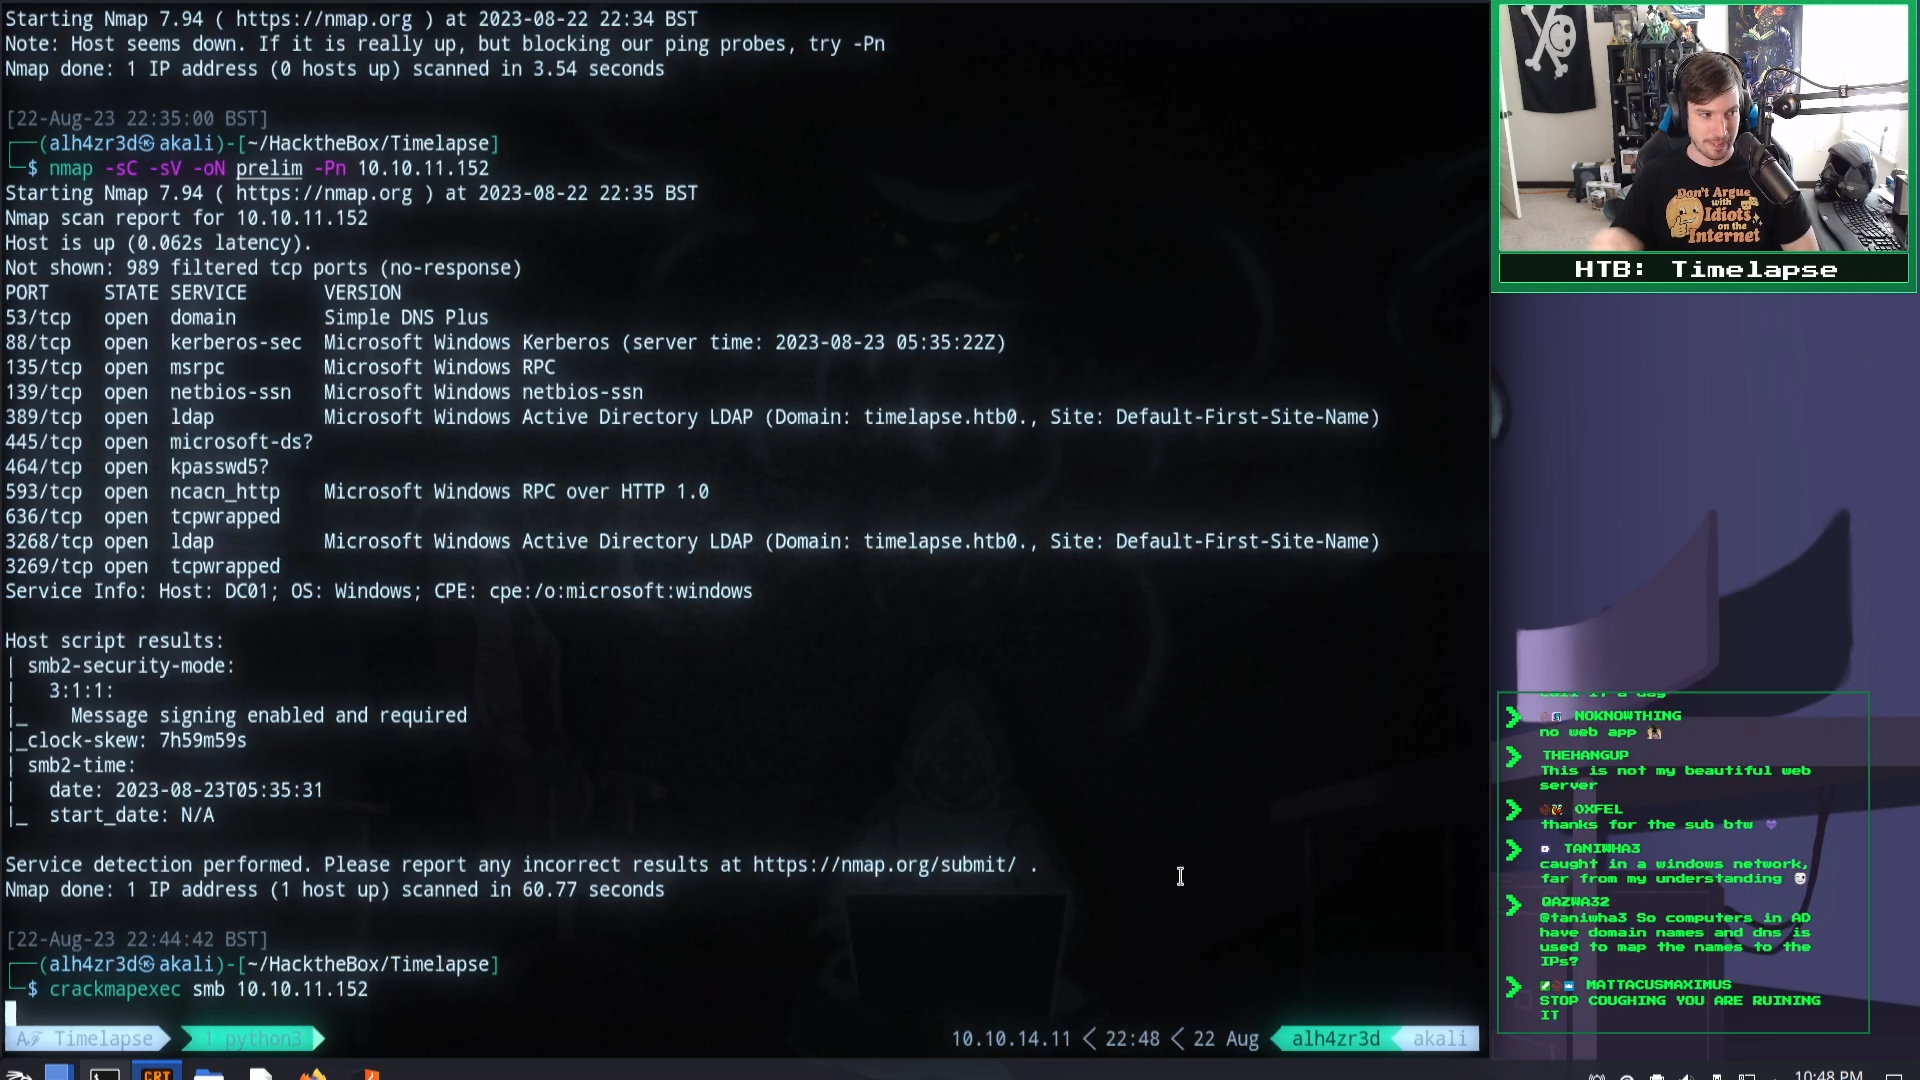 Starting Nmap 7.94 ( https://nmap.org ) at 2023-08-22 22:34 BST
Note: Host seems down. If it is really up, but blocking our ping probes, try -Pn
Nmap done: 1 IP address (0 hosts up) scanned in 3.54 seconds
[22-Aug-23 22:35:00 BST]
(alh4zr3d㉿akali)-[~/HacktheBox/Timelapse]
$ nmap -sC -sV -oN prelim -Pn 10.10.11.152
Starting Nmap 7.94 ( https://nmap.org ) at 2023-08-22 22:35 BST
Nmap scan report for 10.10.11.152
Host is up (0.062s latency).
Not shown: 989 filtered tcp ports (no-response)
PORT STATE SERVICE VERSION
53/tcp open domain Simple DNS Plus
88/tcp open kerberos-sec Microsoft Windows Kerberos (server time: 2023-08-23 05:35:22Z)
135/tcp open msrpc Microsoft Windows RPC
139/tcp open netbios-ssn Microsoft Windows netbios-ssn
389/tcp open ldap Microsoft Windows Active Directory LDAP (Domain: timelapse.htb0., Site: Default-First-Site-Name)
445/tcp open microsoft-ds?
464/tcp open kpasswd5?
593/tcp open ncacn_http Microsoft Windows RPC over HTTP 1.0
636/tcp open tcpwrapped
3268/tcp open ldap Microsoft Windows Active Directory LDAP (Domain: timelapse.htb0., Site: Default-First-Site-Name)
3269/tcp open tcpwrapped
Service Info: Host: DC01; OS: Windows; CPE: cpe:/o:microsoft:windows
Host script results:
| smb2-security-mode:
| 3:1:1:
|_ Message signing enabled and required
|_clock-skew: 7h59m59s
| smb2-time:
| date: 2023-08-23T05:35:31
|_ start_date: N/A
Service detection performed. Please report any incorrect results at https://nmap.org/submit/ .
Nmap done: 1 IP address (1 host up) scanned in 60.77 seconds
[22-Aug-23 22:44:42 BST]
(alh4zr3d㉿akali)-[~/HacktheBox/Timelapse]
$ crackmapexec smb 10.10.11.152
Timelapse 1 python3 10.10.14.11 < 22:48 < 22 Aug alh4zr3d akali
CRT
10:48 PM
Don't Argue
with
Idiots
on the
Internet
HTB: Timelapse
call it a day
NOKNOWTHING
no web app
THEHANGUP
This is not my beautiful web
server
OXFEL
thanks for the sub btw
TANIWHA3
caught in a windows network,
far from my understanding
QAZWA32
@taniwha3 So computers in AD
have domain names and dns is
used to map the names to the
IPs?
MATTACUSMAXIMUS
STOP COUGHING YOU ARE RUINING
IT